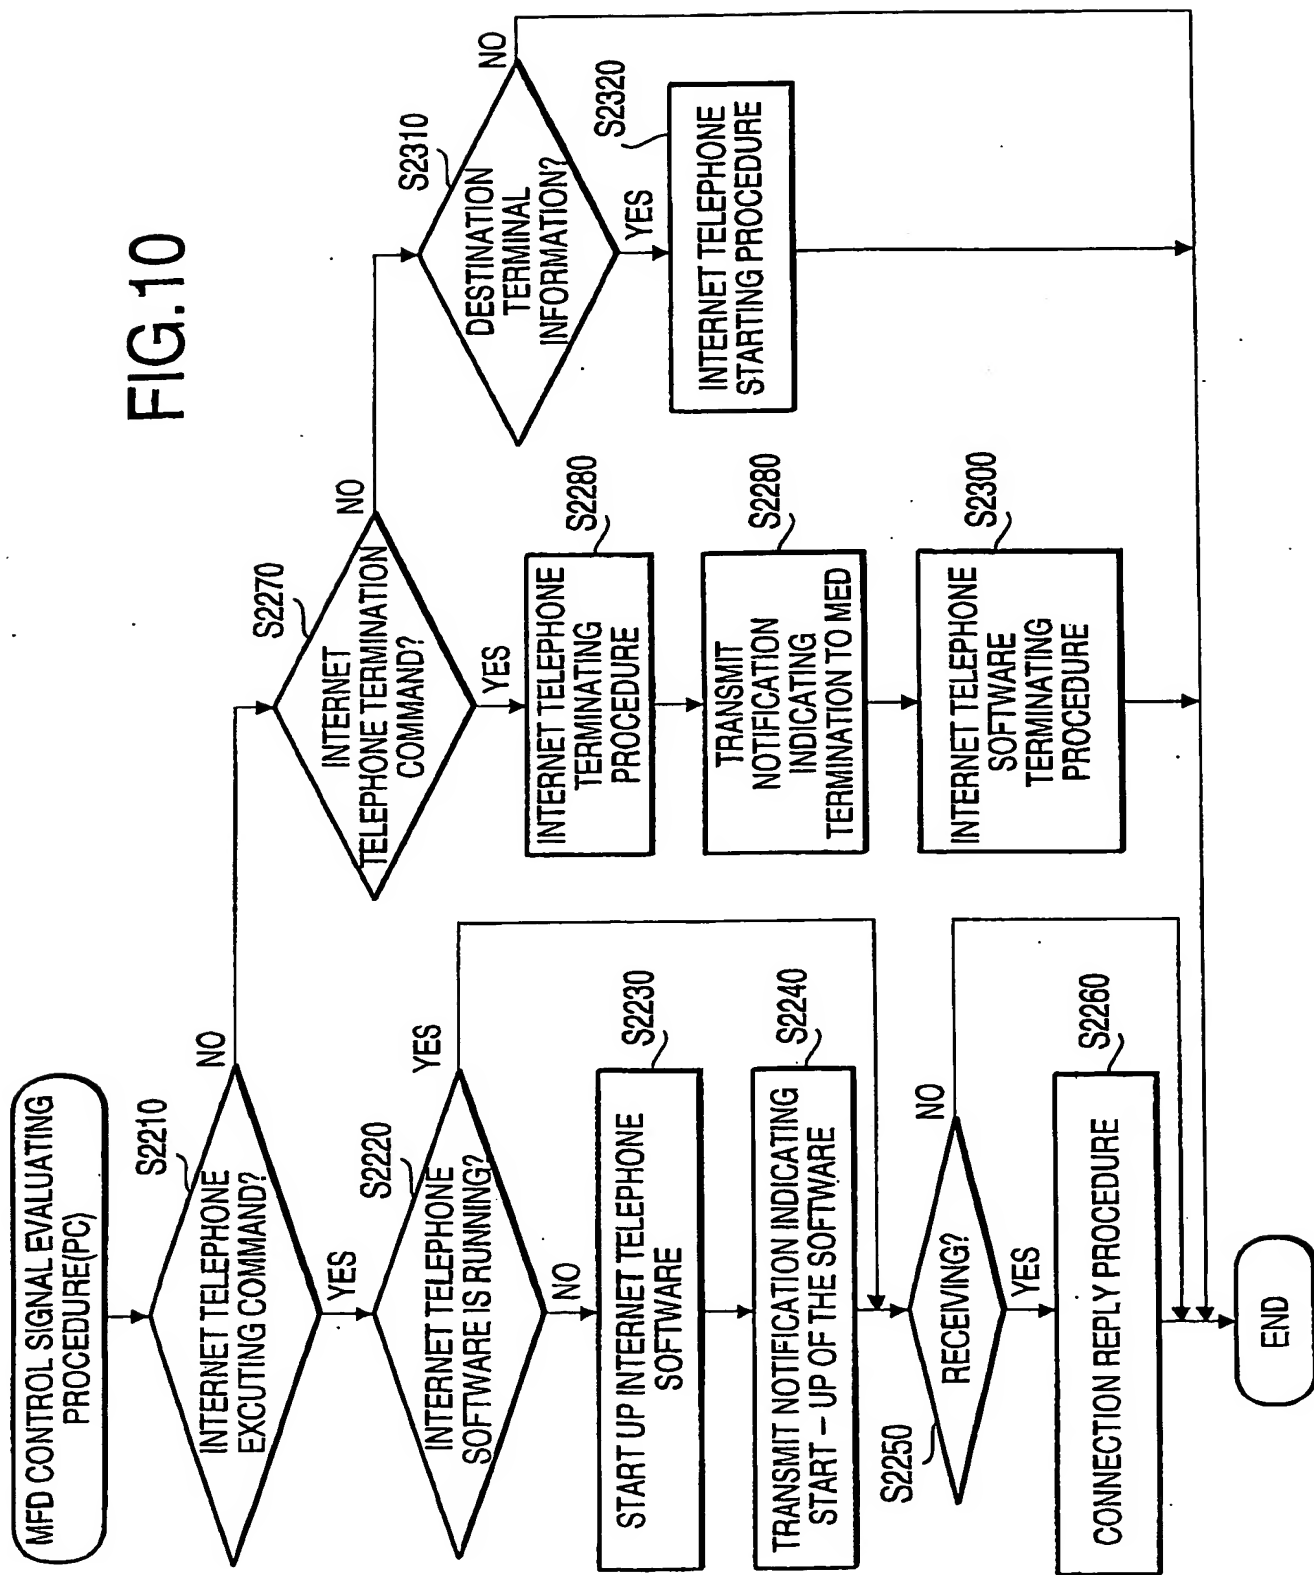 FIG.10
MFD CONTROL SIGNAL EVALUATING
PROCEDURE(PC)
S2210
INTERNET TELEPHONE
EXCUTING COMMAND?
NO
YES
S2220
INTERNET TELEPHONE
SOFTWARE IS RUNNING?
YES
NO
S2230
START UP INTERNET TELEPHONE
SOFTWARE
S2240
TRANSMIT NOTIFICATION INDICATING
START – UP OF THE SOFTWARE
S2250
RECEIVING?
NO
YES
S2260
CONNECTION REPLY PROCEDURE
END
S2270
INTERNET
TELEPHONE TERMINATION
COMMAND?
NO
YES
S2280
INTERNET TELEPHONE
TERMINATING
PROCEDURE
S2280
TRANSMIT
NOTIFICATION
INDICATING
TERMINATION TO MED
S2300
INTERNET TELEPHONE
SOFTWARE
TERMINATING
PROCEDURE
S2310
DESTINATION
TERMINAL
INFORMATION?
NO
YES
S2320
INTERNET TELEPHONE
STARTING PROCEDURE